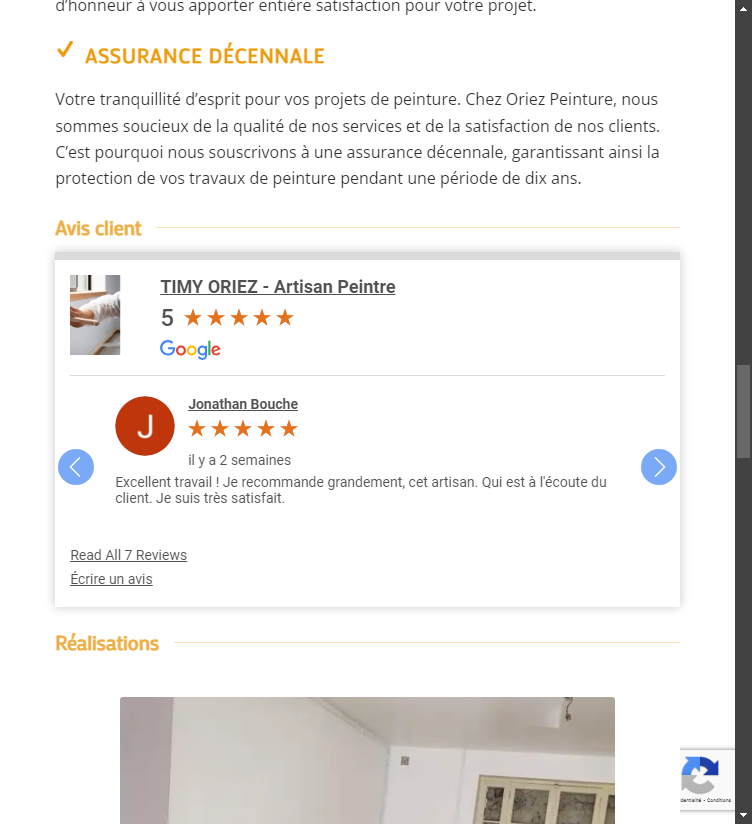 d’honneur à vous apporter entière satisfaction pour votre projet.
ASSURANCE DÉCENNALE
Votre tranquillité d’esprit pour vos projets de peinture. Chez Oriez Peinture, nous
sommes soucieux de la qualité de nos services et de la satisfaction de nos clients.
C’est pourquoi nous souscrivons à une assurance décennale, garantissant ainsi la
protection de vos travaux de peinture pendant une période de dix ans.
Avis client
TIMY ORIEZ - Artisan Peintre
5
Google
J
Jonathan Bouche
il y a 2 semaines
Excellent travail ! Je recommande grandement, cet artisan. Qui est à l'écoute du
client. Je suis très satisfait.
Read All 7 Reviews
Écrire un avis
Réalisations
- Conditions